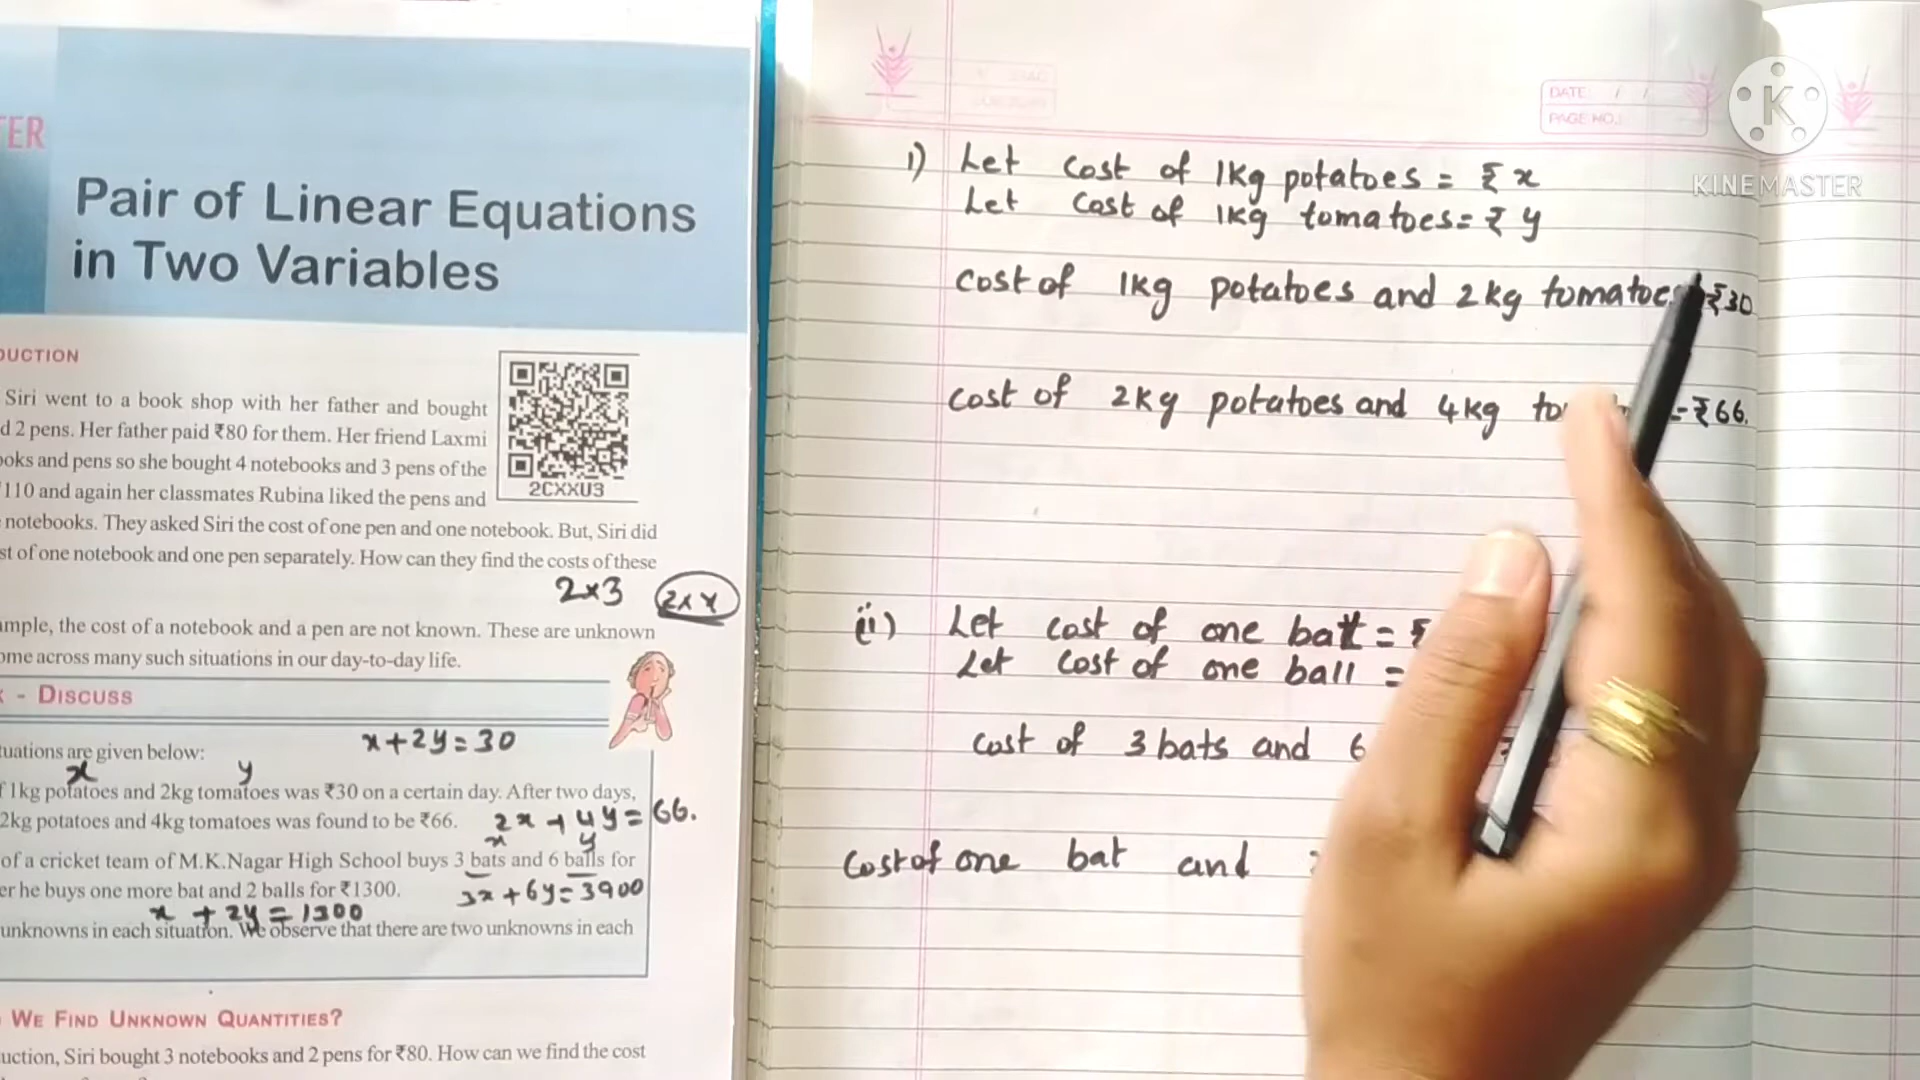 TER
Pair of Linear Equations
in Two Variables
DUCTION
Siri went to a book shop with her father and bought
d 2 pens. Her father paid ₹80 for them. Her friend Laxmi
ooks and pens so she bought 4 notebooks and 3 pens of the
110 and again her classmates Rubina liked the pens and
notebooks. They asked Siri the cost of one pen and one notebook. But, Siri did
st of one notebook and one pen separately. How can they find the costs of these
2CXXU3
2×3
2×x
ample, the cost of a notebook and a pen are not known. These are unknown
ome across many such situations in our day-to-day life.
- DISCUSS
tuations are given below:
x+2y=30
x y
f 1kg potatoes and 2kg tomatoes was ₹30 on a certain day. After two days,
2kg potatoes and 4kg tomatoes was found to be ₹66.
2x + 4y = 66.
x y
of a cricket team of M.K.Nagar High School buys 3 bats and 6 balls for
er he buys one more bat and 2 balls for ₹1300.
3x + 6y = 3900
x + 2y = 1300
unknowns in each situation. We observe that there are two unknowns in each
WE FIND UNKNOWN QUANTITIES?
uction, Siri bought 3 notebooks and 2 pens for ₹80. How can we find the cost
DATE: / /
PAGE NO.:
K
KINEMASTER
i) Let cost of 1kg potatoes = ₹ x
Let cost of 1kg tomatoes = ₹ y
cost of 1kg potatoes and 2kg tomatoes ₹30
cost of 2kg potatoes and 4kg = ₹66.
(ii) Let cost of one bat = ₹
Let cost of one ball =
cost of 3 bats and 6
cost of one bat and